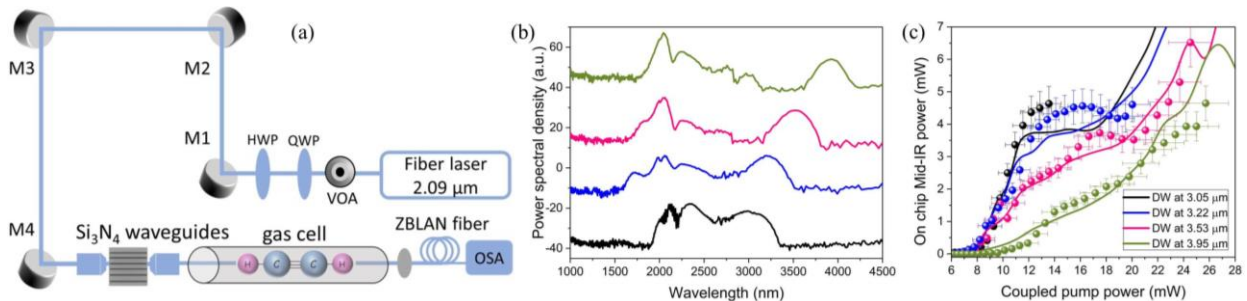 (a)
M3
M2
M1
HWP
QWP
VOA
Fiber laser
2.09 µm
M4
Si3N4 waveguides
gas cell
ZBLAN fiber
H
C
C
H
OSA
(b)
Power spectral density (a.u.)
60
40
20
0
-20
-40
1000
1500
2000
2500
3000
3500
4000
4500
Wavelength (nm)
(c)
On chip Mid-IR power (mW)
7
6
5
4
3
2
1
0
DW at 3.05 µm
DW at 3.22 µm
DW at 3.53 µm
DW at 3.95 µm
6 8 10 12 14 16 18 20 22 24 26 28
Coupled pump power (mW)